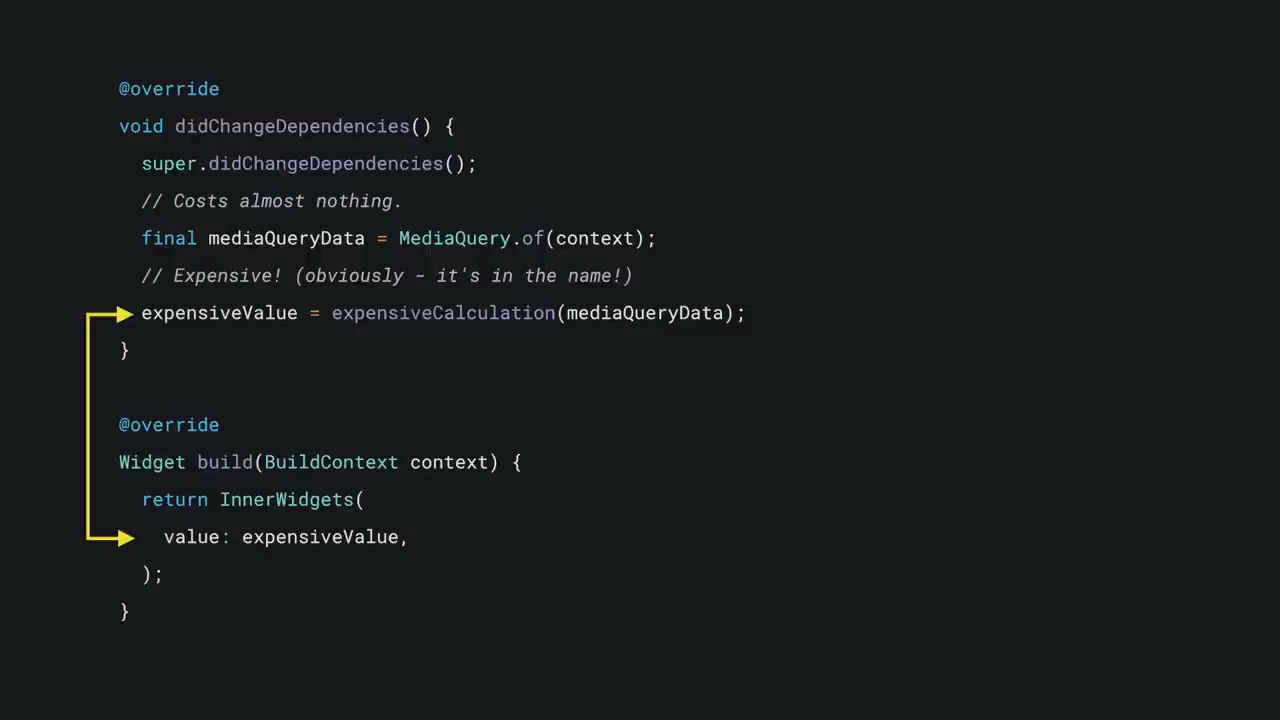 @override
void didChangeDependencies() {
  super.didChangeDependencies();
  // Costs almost nothing.
  final mediaQueryData = MediaQuery.of(context);
  // Expensive! (obviously - it's in the name!)
  expensiveValue = expensiveCalculation(mediaQueryData);
}
@override
Widget build(BuildContext context) {
  return InnerWidgets(
    value: expensiveValue,
  );
}